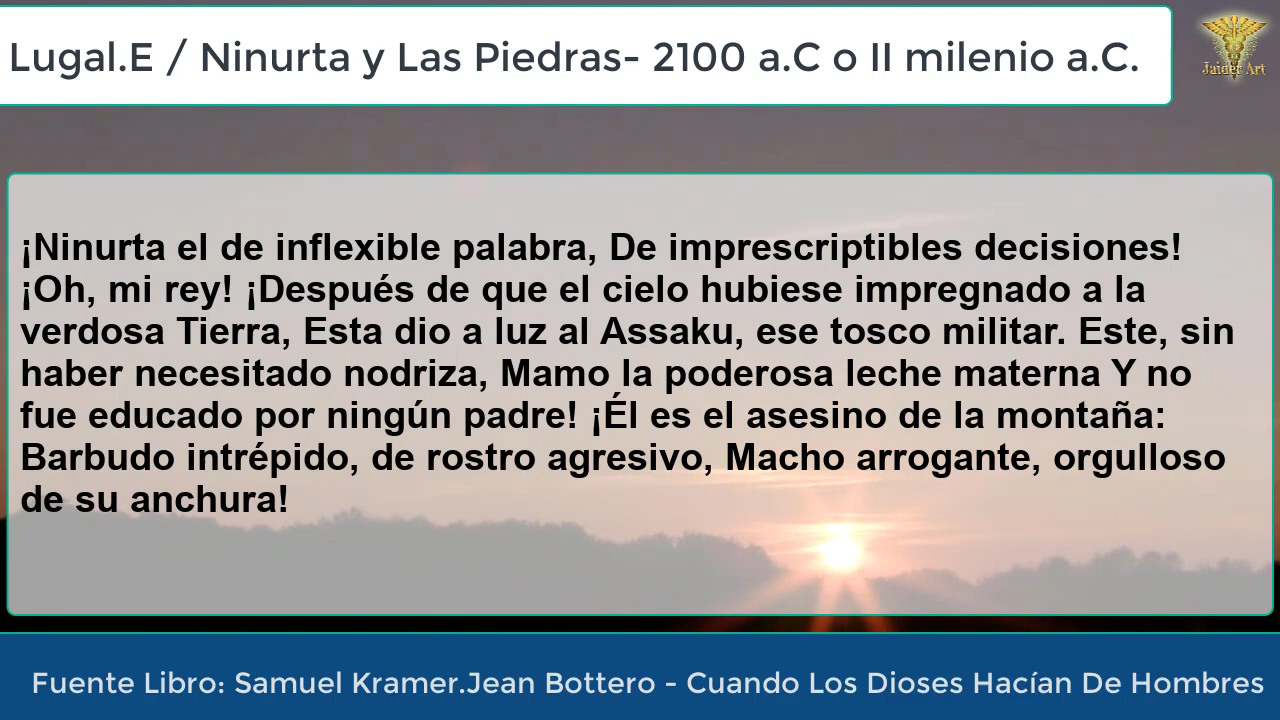 Lugal.E / Ninurta y Las Piedras- 2100 a.C o II milenio a.C.
Jaider Art
¡Ninurta el de inflexible palabra, De imprescriptibles decisiones!
¡Oh, mi rey! ¡Después de que el cielo hubiese impregnado a la
verdosa Tierra, Esta dio a luz al Assaku, ese tosco militar. Este, sin
haber necesitado nodriza, Mamo la poderosa leche materna Y no
fue educado por ningún padre! ¡Él es el asesino de la montaña:
Barbudo intrépido, de rostro agresivo, Macho arrogante, orgulloso
de su anchura!
Fuente Libro: Samuel Kramer.Jean Bottero - Cuando Los Dioses Hacían De Hombres